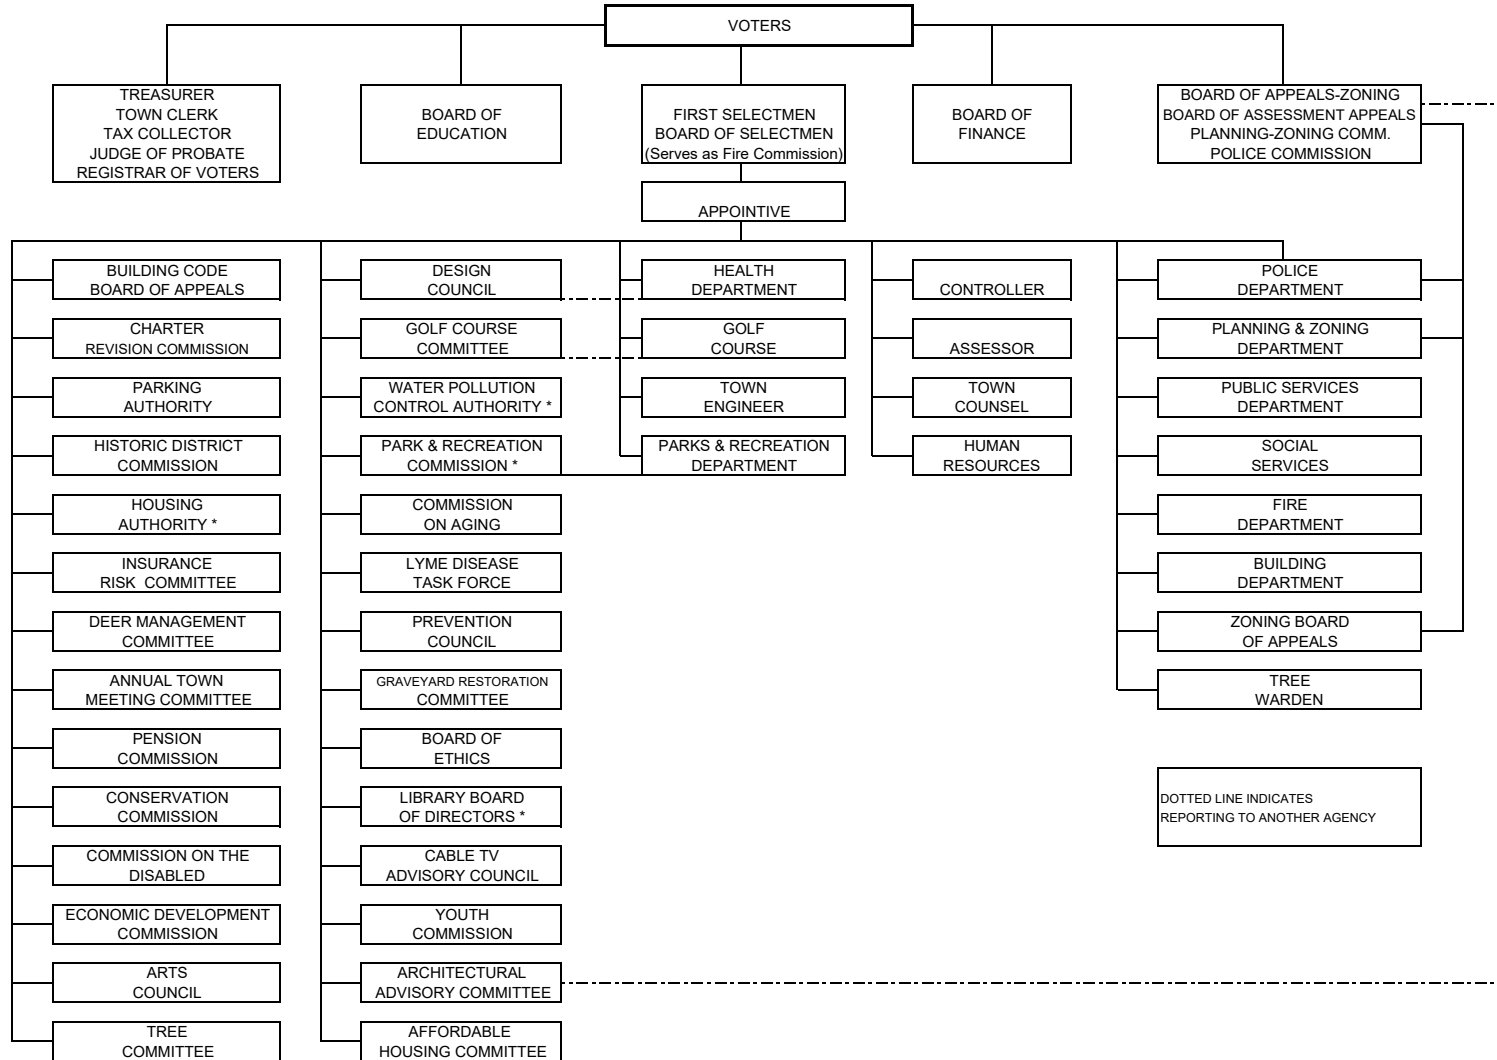 VOTERS
TREASURER
TOWN CLERK
TAX COLLECTOR
JUDGE OF PROBATE
REGISTRAR OF VOTERS
BOARD OF
EDUCATION
FIRST SELECTMEN
BOARD OF SELECTMEN
(Serves as Fire Commission)
BOARD OF
FINANCE
BOARD OF APPEALS-ZONING
BOARD OF ASSESSMENT APPEALS
PLANNING-ZONING COMM.
POLICE COMMISSION
APPOINTIVE
BUILDING CODE
BOARD OF APPEALS
CHARTER
REVISION COMMISSION
PARKING
AUTHORITY
HISTORIC DISTRICT
COMMISSION
HOUSING
AUTHORITY *
INSURANCE
RISK COMMITTEE
DEER MANAGEMENT
COMMITTEE
ANNUAL TOWN
MEETING COMMITTEE
PENSION
COMMISSION
CONSERVATION
COMMISSION
COMMISSION ON THE
DISABLED
ECONOMIC DEVELOPMENT
COMMISSION
ARTS
COUNCIL
TREE
COMMITTEE
DESIGN
COUNCIL
GOLF COURSE
COMMITTEE
WATER POLLUTION
CONTROL AUTHORITY *
PARK & RECREATION
COMMISSION *
COMMISSION
ON AGING
LYME DISEASE
TASK FORCE
PREVENTION
COUNCIL
GRAVEYARD RESTORATION
COMMITTEE
BOARD OF
ETHICS
LIBRARY BOARD
OF DIRECTORS *
CABLE TV
ADVISORY COUNCIL
YOUTH
COMMISSION
ARCHITECTURAL
ADVISORY COMMITTEE
AFFORDABLE
HOUSING COMMITTEE
HEALTH
DEPARTMENT
GOLF
COURSE
TOWN
ENGINEER
PARKS & RECREATION
DEPARTMENT
CONTROLLER
ASSESSOR
TOWN
COUNSEL
HUMAN
RESOURCES
POLICE
DEPARTMENT
PLANNING & ZONING
DEPARTMENT
PUBLIC SERVICES
DEPARTMENT
SOCIAL
SERVICES
FIRE
DEPARTMENT
BUILDING
DEPARTMENT
ZONING BOARD
OF APPEALS
TREE
WARDEN
DOTTED LINE INDICATES
REPORTING TO ANOTHER AGENCY